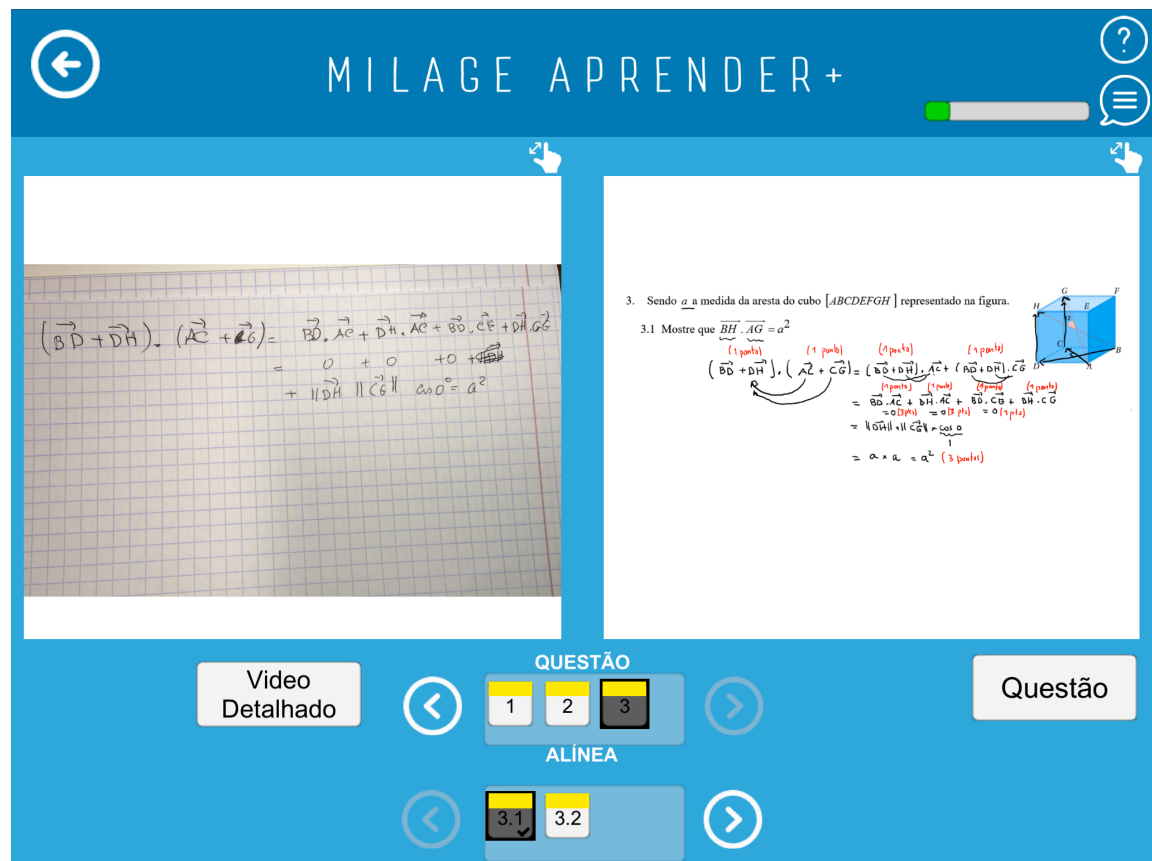 ?
MILAGE APRENDER+
(BD + DH). (AC + CG) = BD. AC + DH. AC + BD. CG + DH. CG
= 0 + 0 + 0 +
+ ||DH|| ||CG|| cos 0° = a²
3. Sendo a a medida da aresta do cubo [ABCDEFGH] representado na figura.
3.1 Mostre que BH . AG = a²
G F
H E
α
C
B
D A
(1 ponto) (1 ponto) (1 ponto) (1 ponto)
(BD + DH). (AC + CG) = (BD + DH). AC + (BD + DH). CG
(1 ponto) (1 ponto) (1 ponto) (1 ponto)
= BD. AC + DH. AC + BD. CG + DH. CG
=0 (3 pts) =0 (3 pts) =0
= ||DH|| × ||CG|| × cos 0
1
= a × a = a² (3 pontos)
Video
Detalhado
QUESTÃO
1 2 3
Questão
ALÍNEA
3.1 3.2